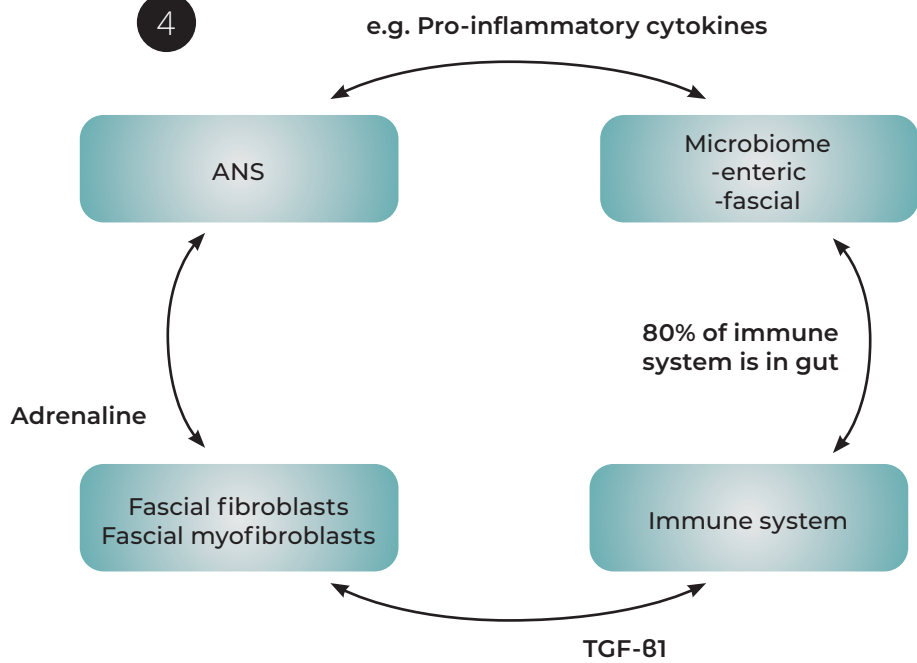 4
e.g. Pro-inflammatory cytokines
ANS
Microbiome
-enteric
-fascial
80% of immune
system is in gut
Adrenaline
Fascial fibroblasts
Fascial myofibroblasts
Immune system
TGF-β1